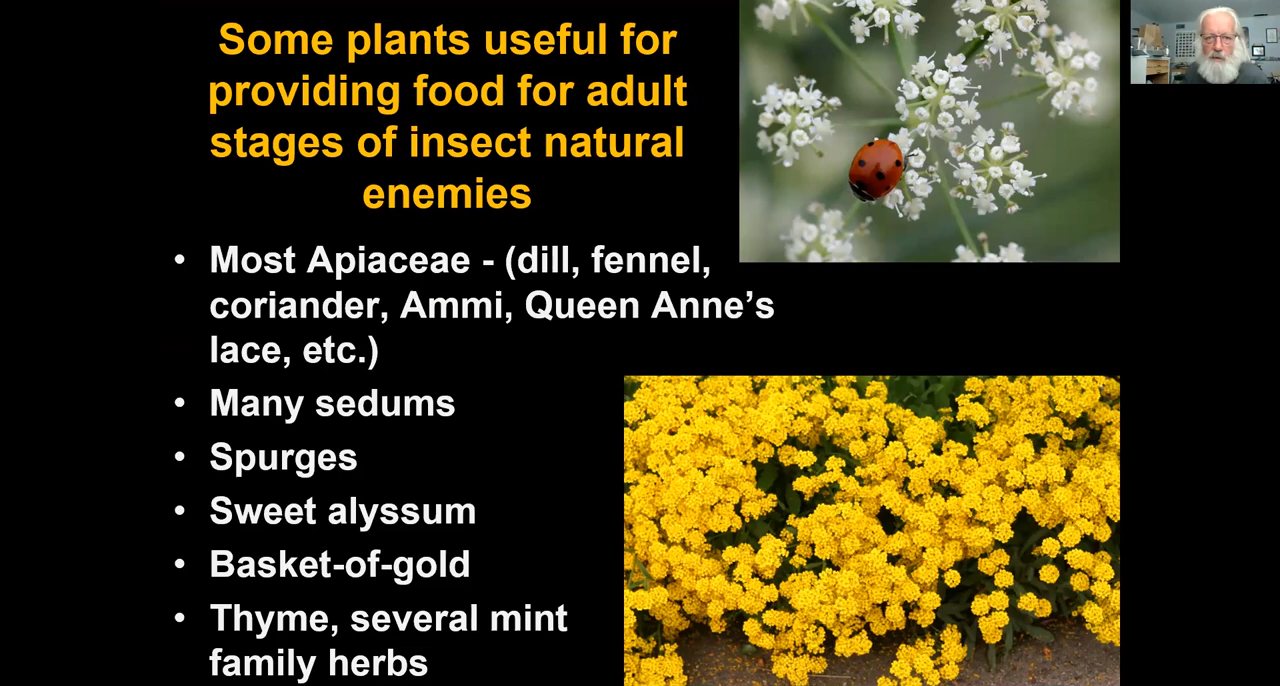 Some plants useful for
providing food for adult
stages of insect natural
enemies
• Most Apiaceae - (dill, fennel,
coriander, Ammi, Queen Anne’s
lace, etc.)
• Many sedums
• Spurges
• Sweet alyssum
• Basket-of-gold
• Thyme, several mint
family herbs